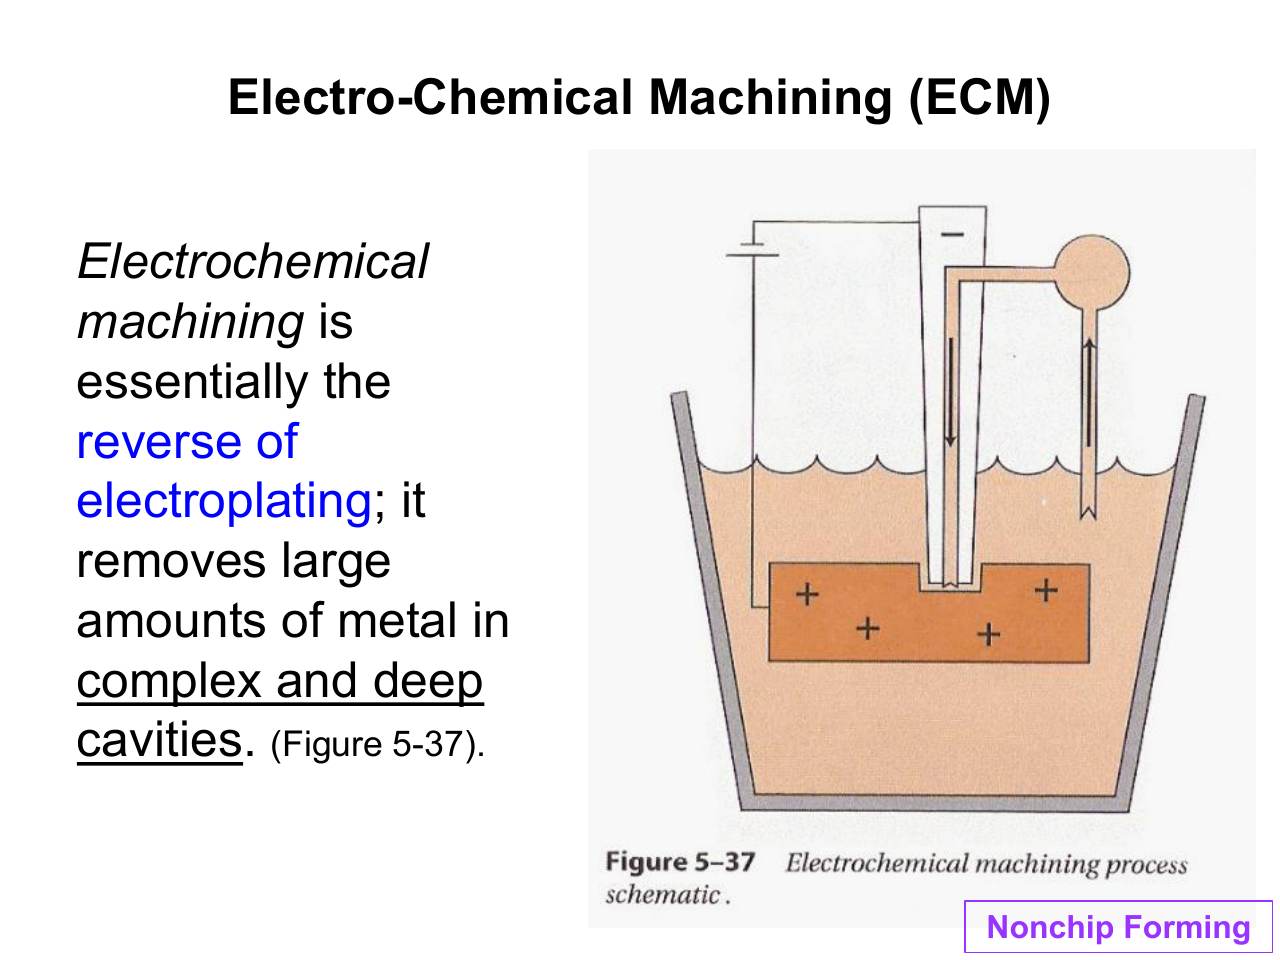 Electro-Chemical Machining (ECM)
Electrochemical
machining is
essentially the
reverse of
electroplating; it
removes large
amounts of metal in
complex and deep
cavities. (Figure 5-37).
−
+
+
+
+
Figure 5–37 Electrochemical machining process
schematic.
Nonchip Forming